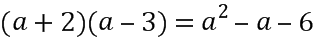 (a + 2)(a – 3) = a² – a – 6